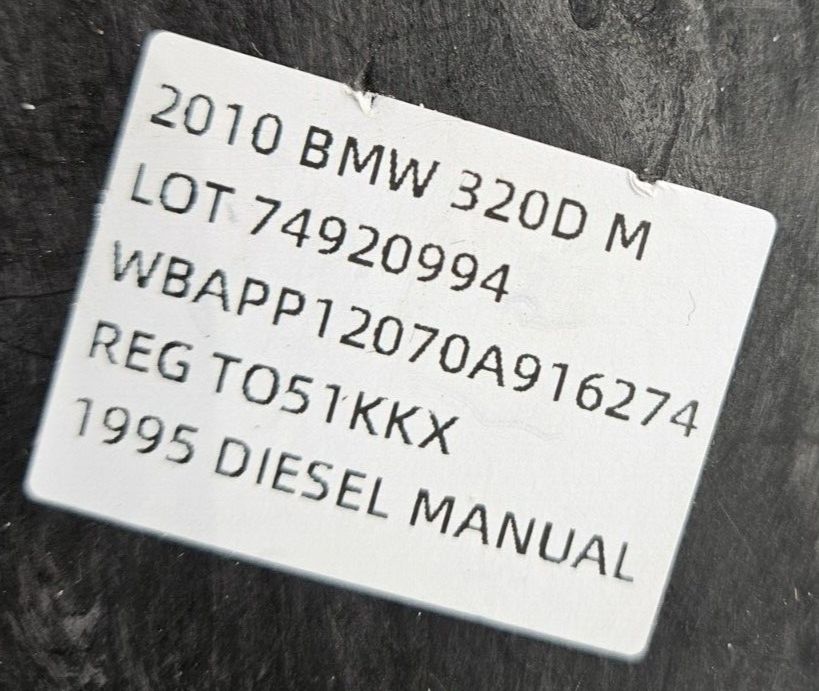 2010 BMW 320D M
LOT 74920994
WBAPP12070A916274
REG TO51KKX
1995 DIESEL MANUAL